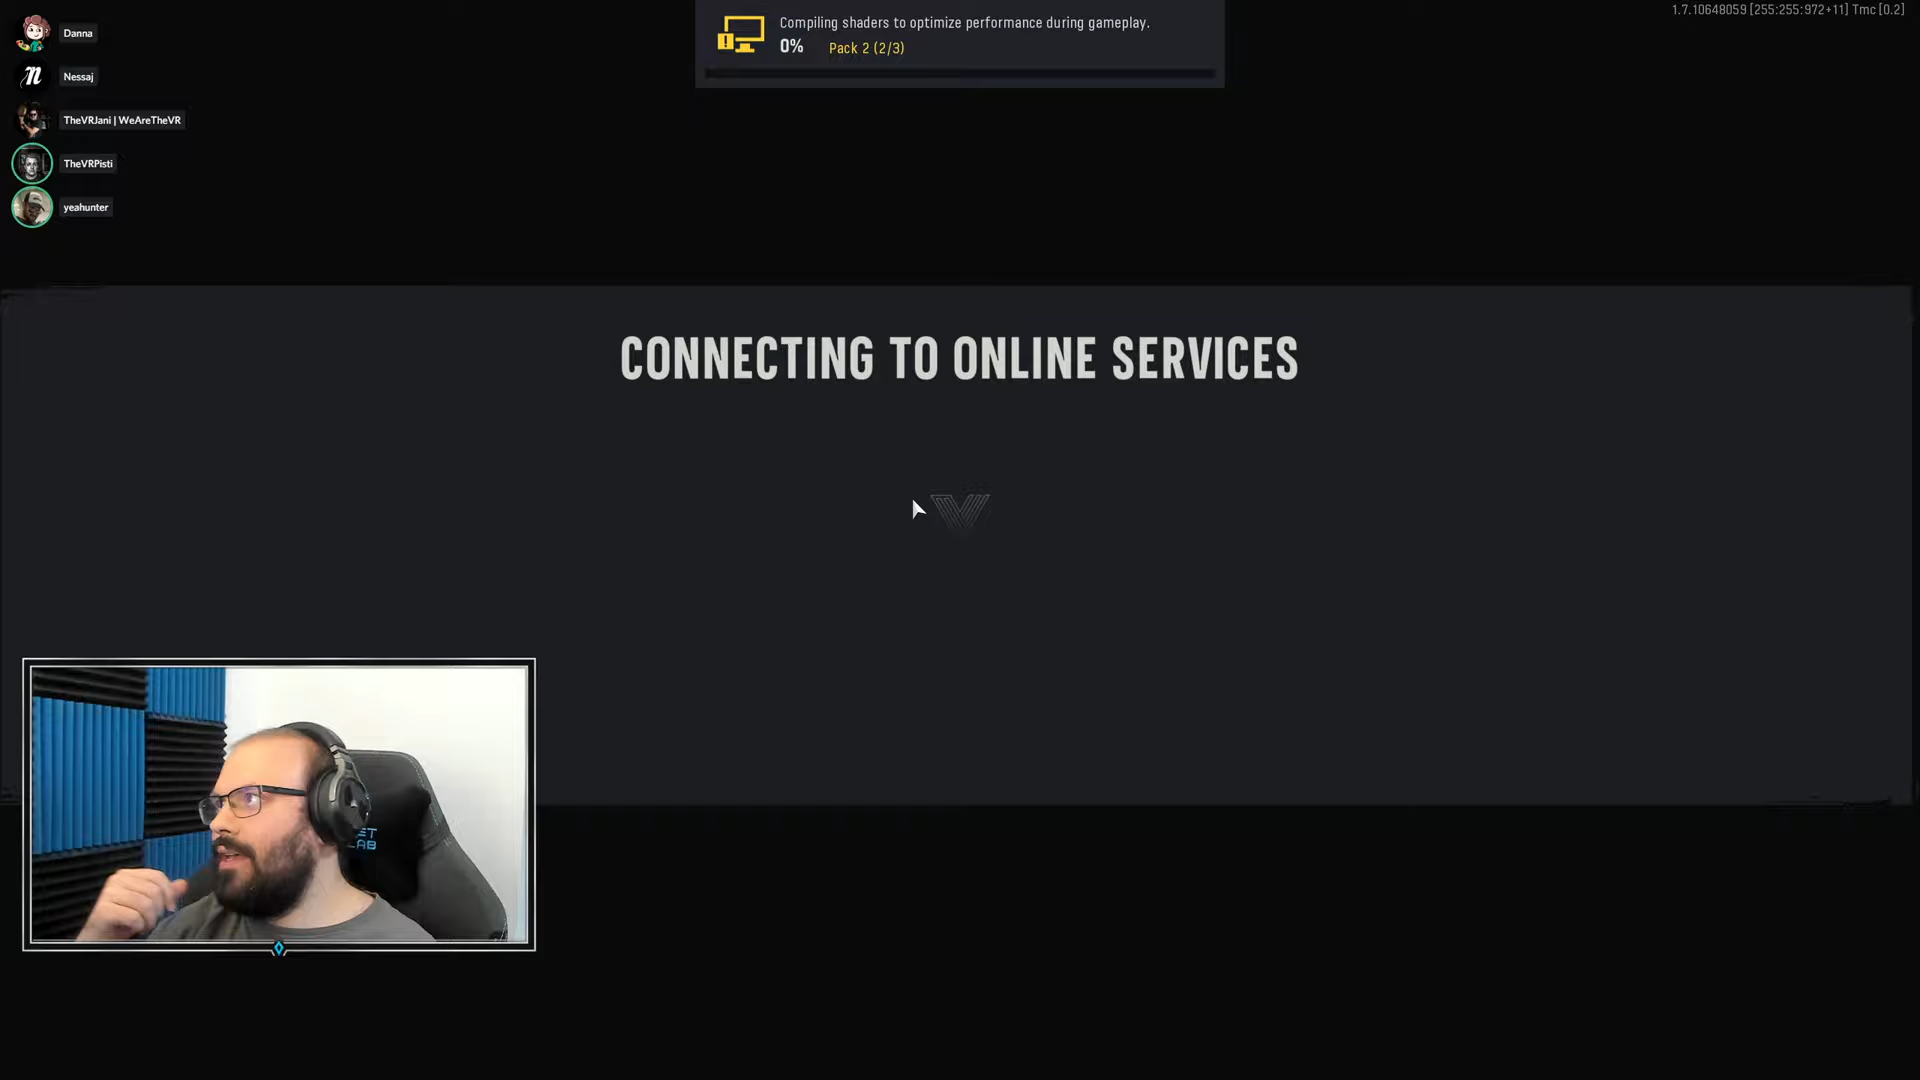 Danna
Nessaj
TheVRJani | WeAreTheVR
TheVRPisti
yeahunter
Compiling shaders to optimize performance during gameplay.
0% Pack 2 (2/3)
1.7.10648059 [255:255:972+11] Tmc [0.2]
CONNECTING TO ONLINE SERVICES